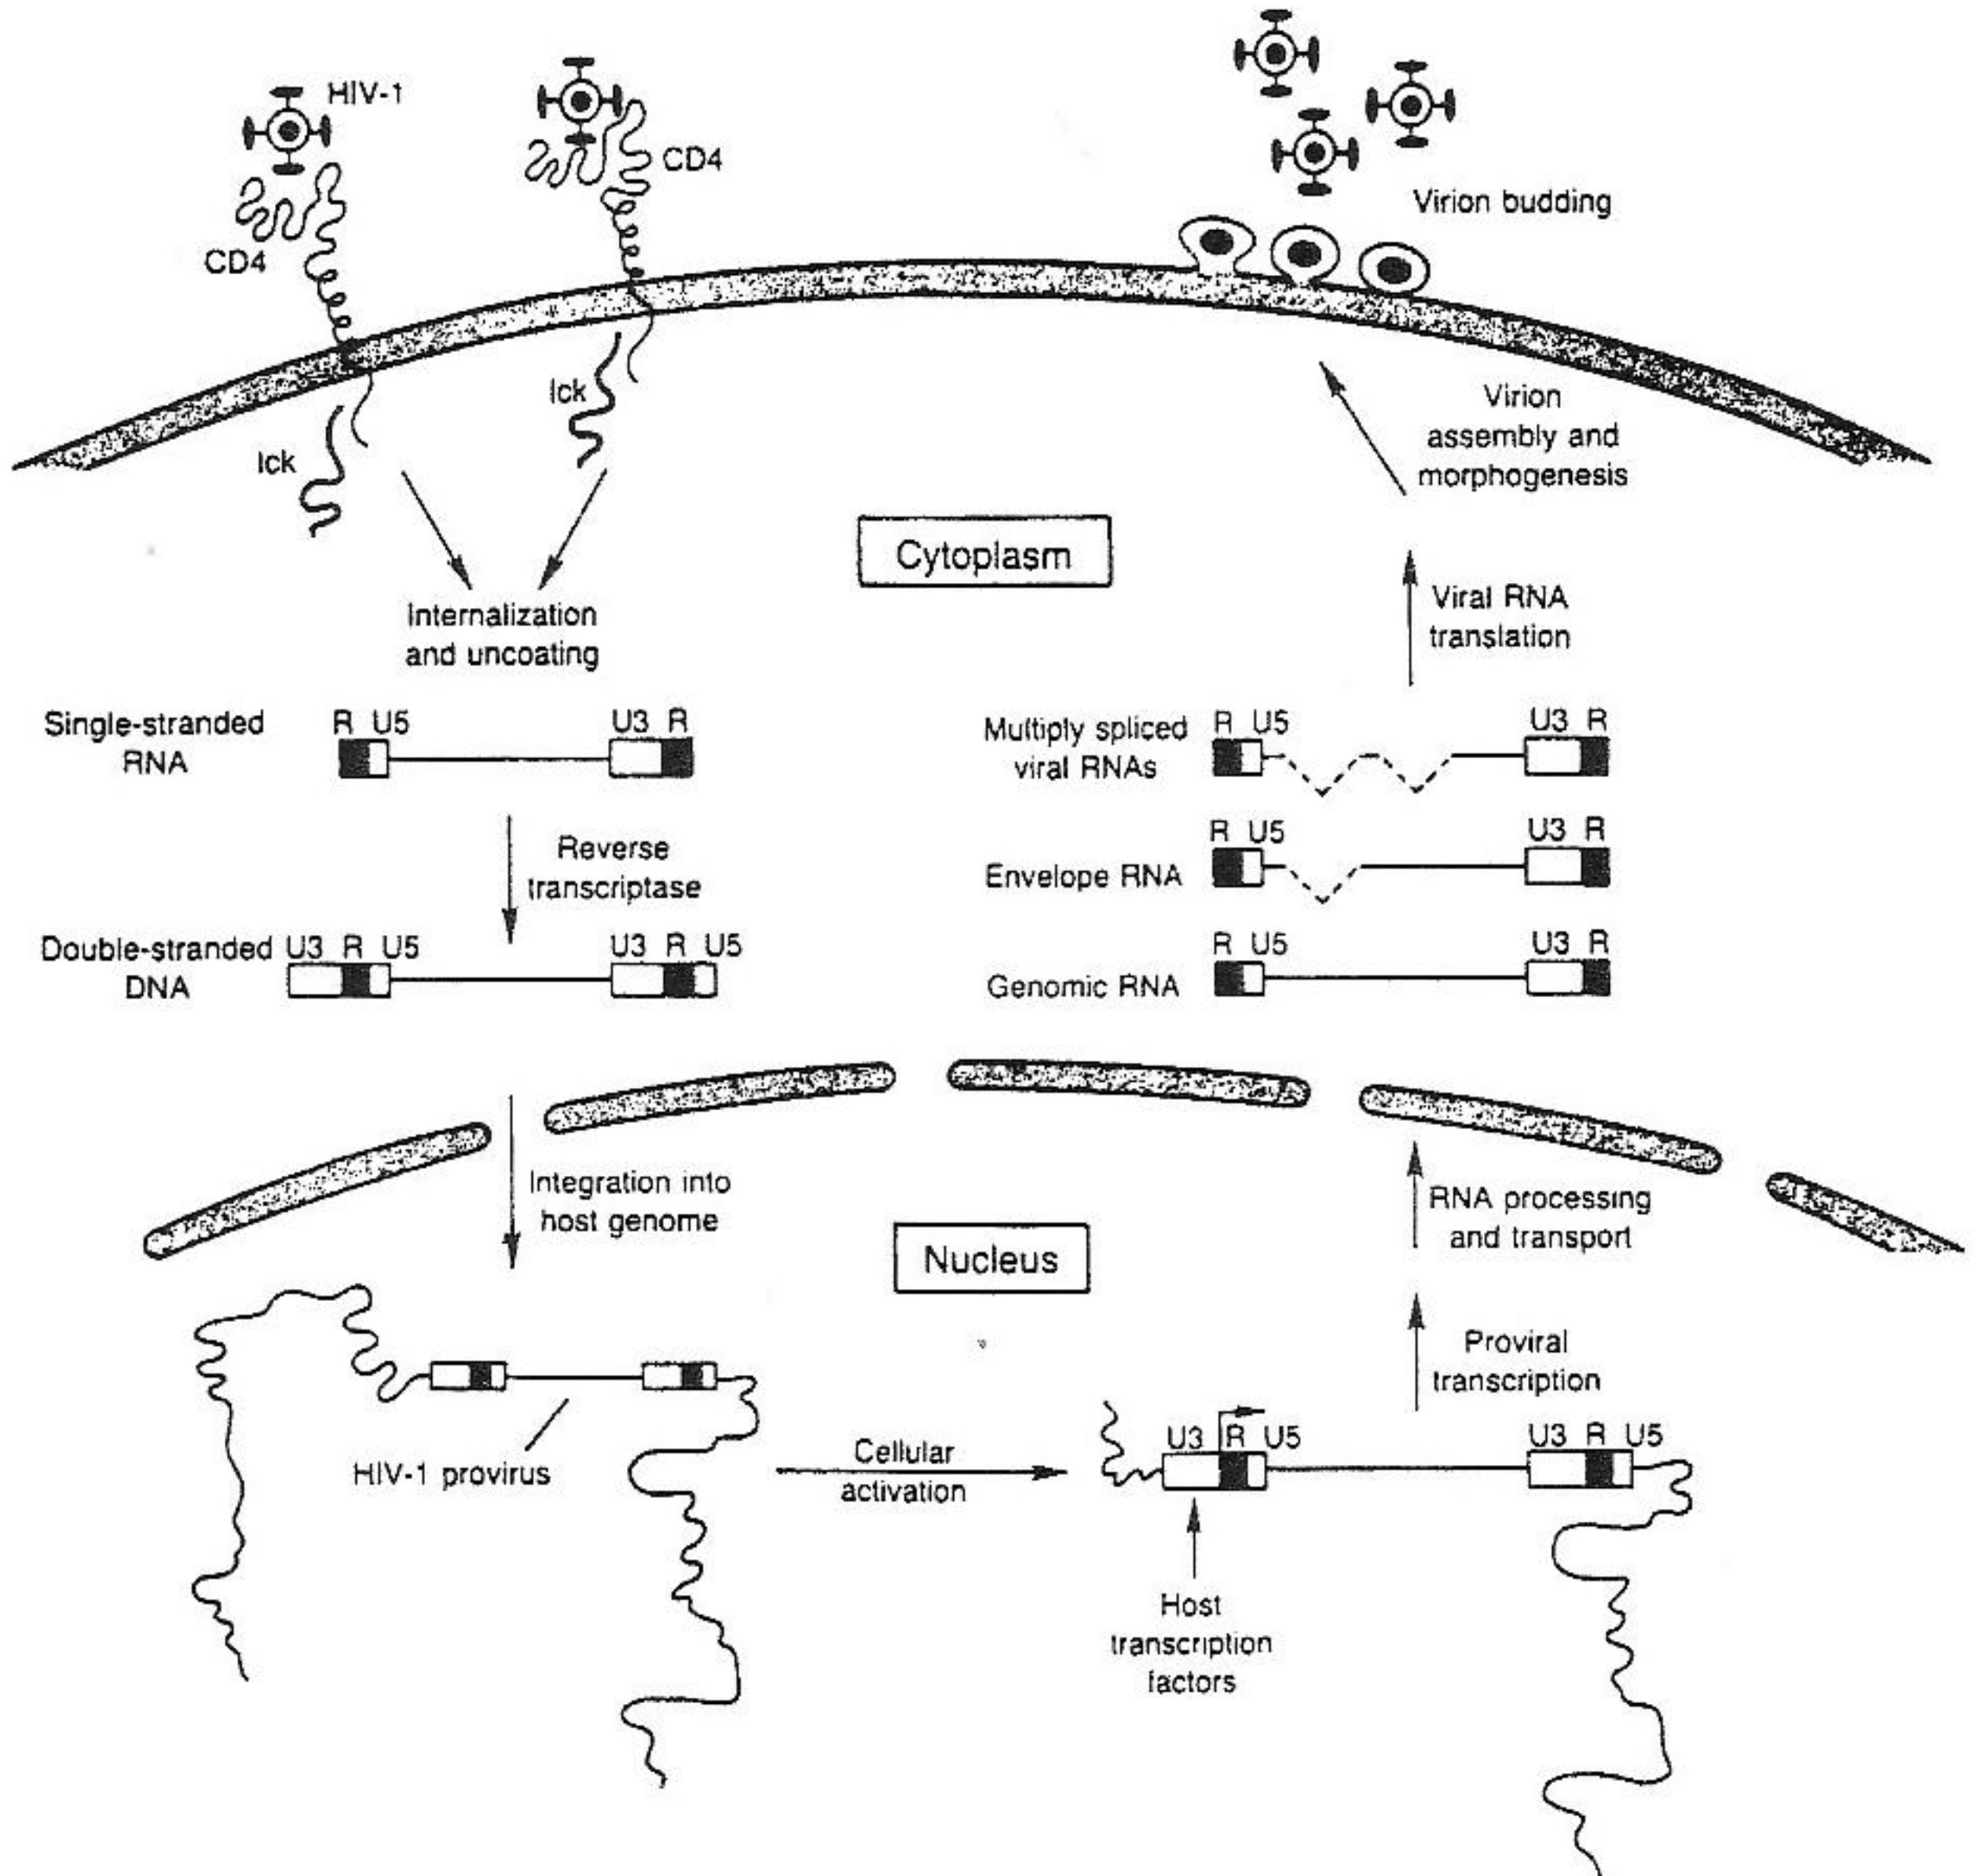 HIV-1
CD4
CD4
Virion budding
lck
lck
Virion
assembly and
morphogenesis
Cytoplasm
Internalization
and uncoating
Viral RNA
translation
Single-stranded
RNA
R U5
U3 R
Multiply spliced
viral RNAs
R U5
U3 R
Reverse
transcriptase
Envelope RNA
R U5
U3 R
Double-stranded
DNA
U3 R U5
U3 R U5
Genomic RNA
R U5
U3 R
Integration into
host genome
Nucleus
RNA processing
and transport
Proviral
transcription
HIV-1 provirus
Cellular
activation
U3 R U5
U3 R U5
Host
transcription
factors